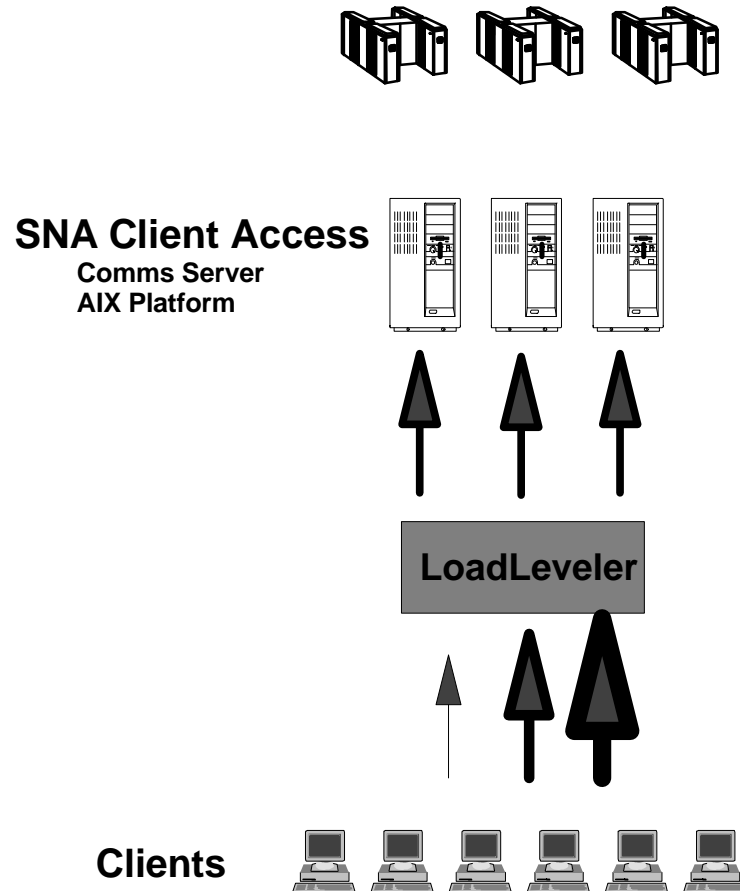 SNA Client Access
Comms Server
AIX Platform
LoadLeveler
Clients